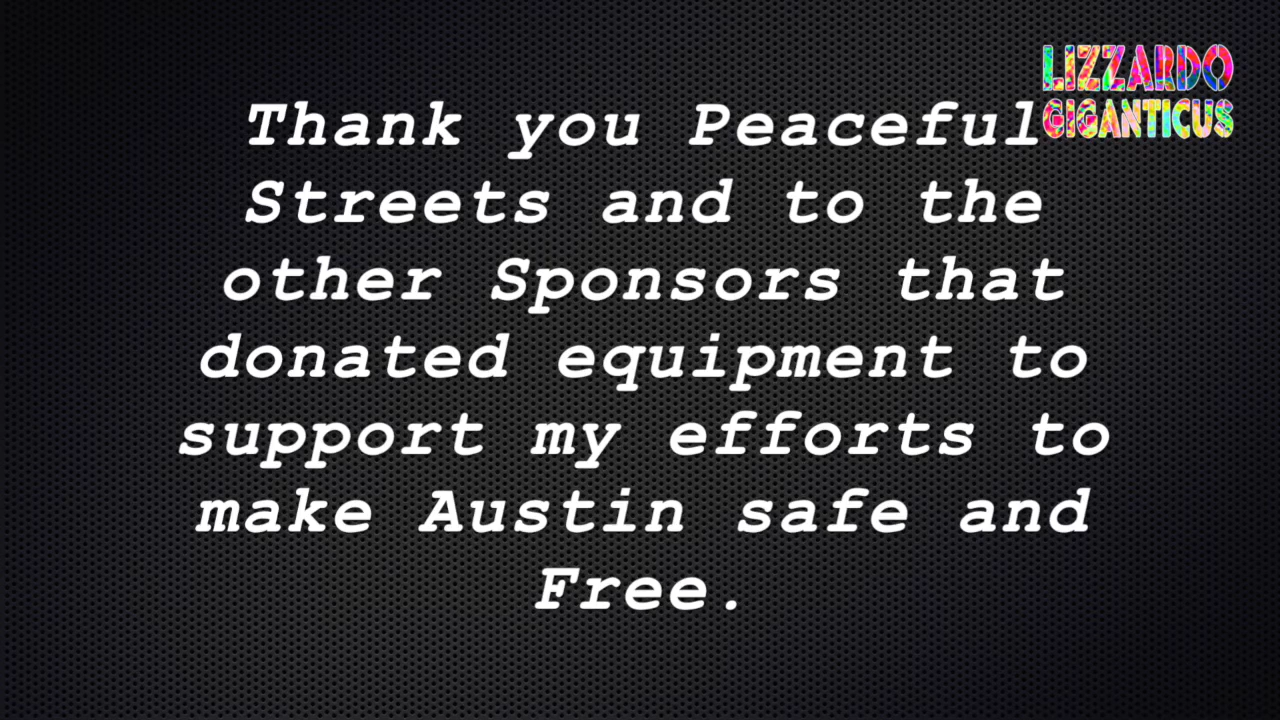 LIZZARDO
GIGANTICUS
Thank you Peaceful
Streets and to the
other Sponsors that
donated equipment to
support my efforts to
make Austin safe and
Free.